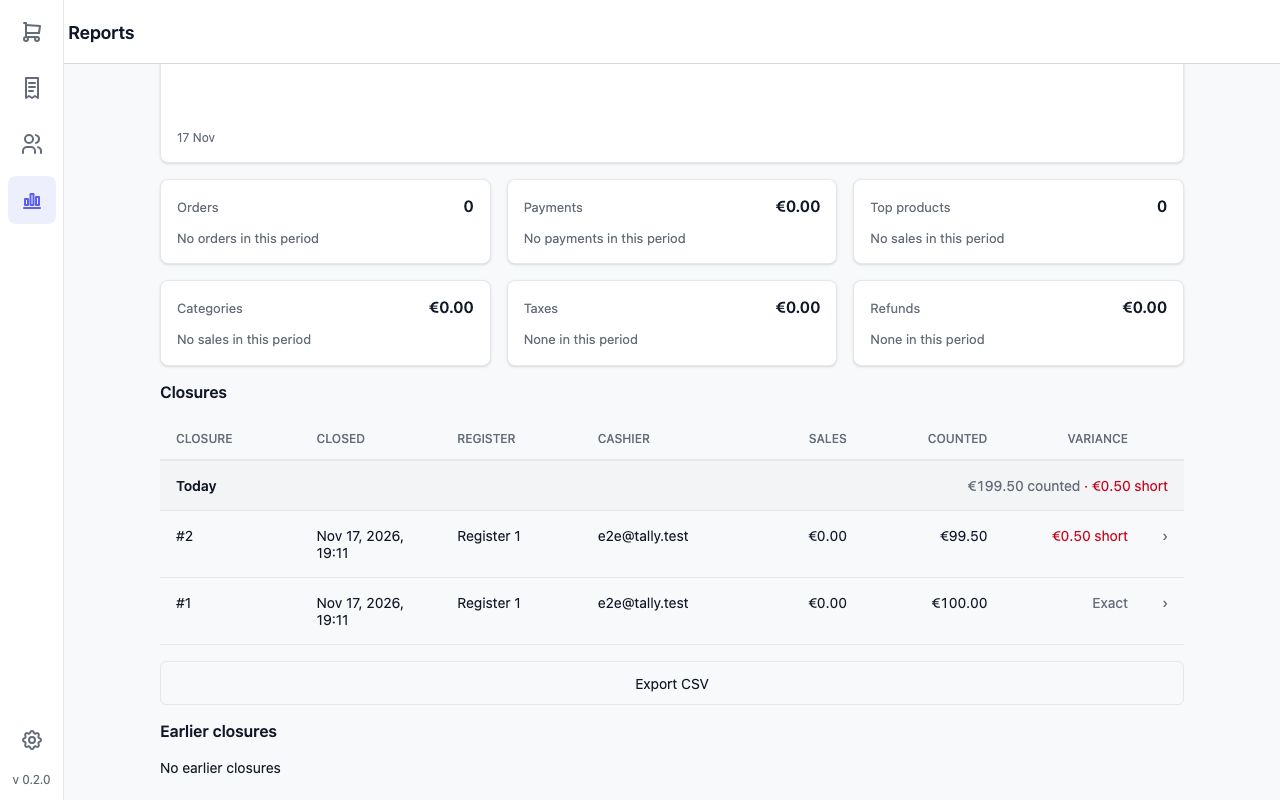 Reports
17 Nov
Orders 0
No orders in this period
Payments €0.00
No payments in this period
Top products 0
No sales in this period
Categories €0.00
No sales in this period
Taxes €0.00
None in this period
Refunds €0.00
None in this period
Closures
CLOSURE CLOSED REGISTER CASHIER SALES COUNTED VARIANCE
Today €199.50 counted · €0.50 short
#2 Nov 17, 2026, 19:11 Register 1 e2e@tally.test €0.00 €99.50 €0.50 short ›
#1 Nov 17, 2026, 19:11 Register 1 e2e@tally.test €0.00 €100.00 Exact ›
Export CSV
Earlier closures
No earlier closures
v 0.2.0